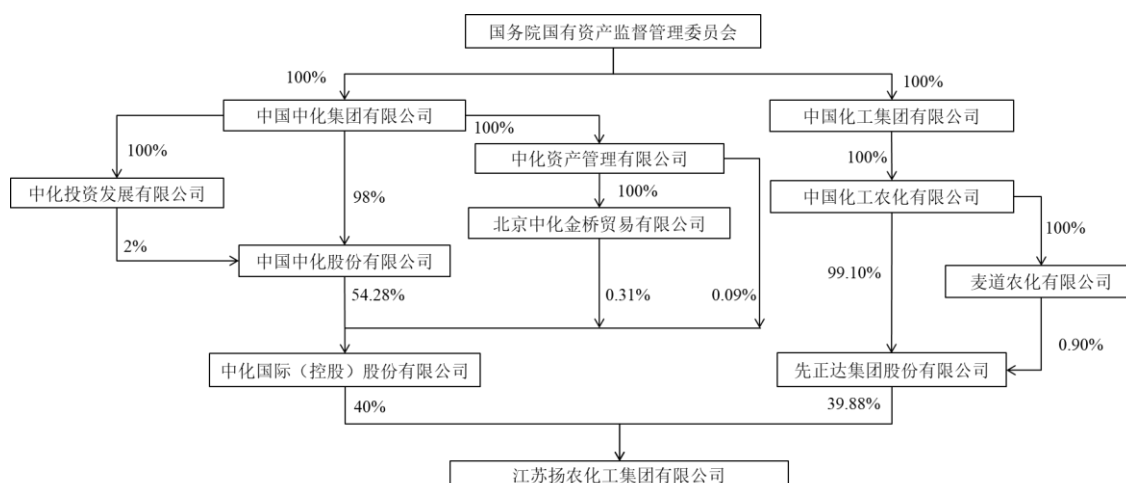 国务院国有资产监督管理委员会
100%
100%
中国中化集团有限公司
中国化工集团有限公司
100%
100%
100%
中化资产管理有限公司
中化投资发展有限公司
98%
100%
中国化工农化有限公司
北京中化金桥贸易有限公司
100%
2%
中国中化股份有限公司
99.10%
麦道农化有限公司
54.28%
0.31%
0.09%
0.90%
中化国际（控股）股份有限公司
先正达集团股份有限公司
40%
39.88%
江苏扬农化工集团有限公司